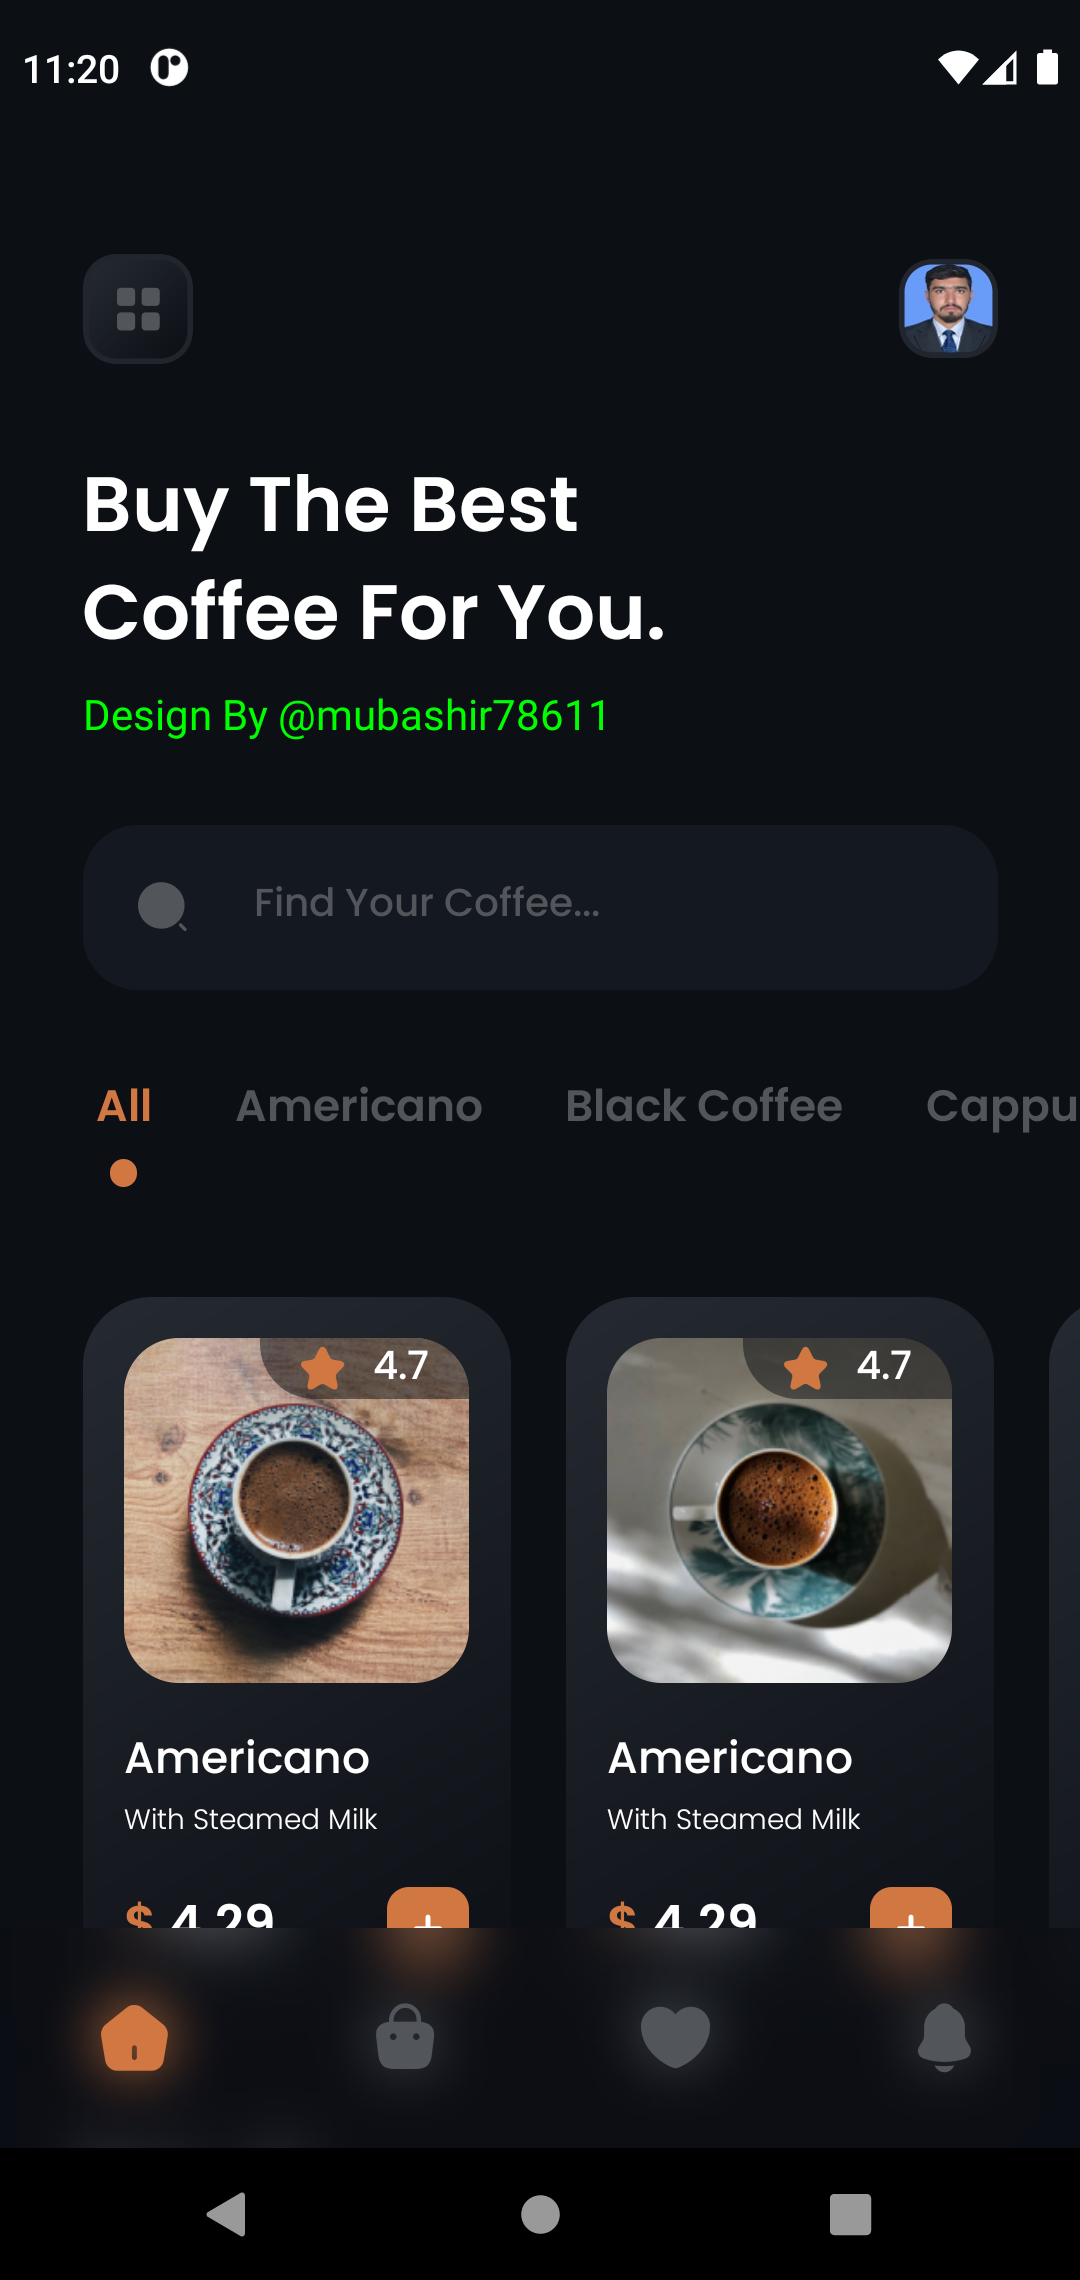 11:20
Buy The Best
Coffee For You.
Design By @mubashir78611
Find Your Coffee...
All Americano Black Coffee Cappu
4.7 4.7
Americano Americano
With Steamed Milk With Steamed Milk
$ 4.29 $ 4.29